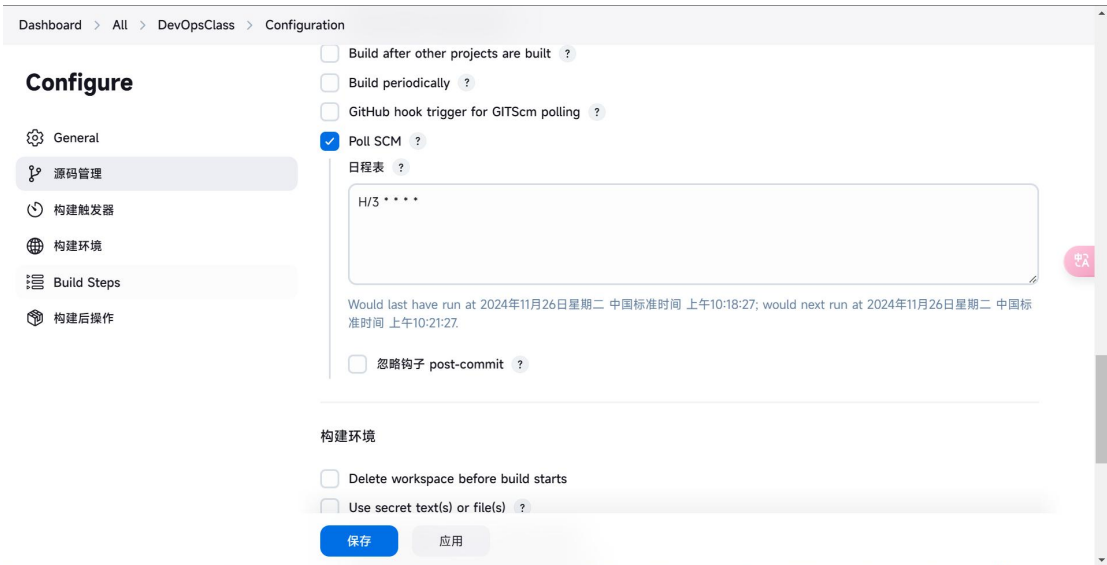 Dashboard > All > DevOpsClass > Configuration
Configure
General
源码管理
构建触发器
构建环境
Build Steps
构建后操作
Build after other projects are built ?
Build periodically ?
GitHub hook trigger for GITScm polling ?
Poll SCM ?
日程表 ?
H/3 * * * *
Would last have run at 2024年11月26日星期二 中国标准时间 上午10:18:27; would next run at 2024年11月26日星期二 中国标
准时间 上午10:21:27.
忽略钩子 post-commit ?
构建环境
Delete workspace before build starts
Use secret text(s) or file(s) ?
保存
应用
中A